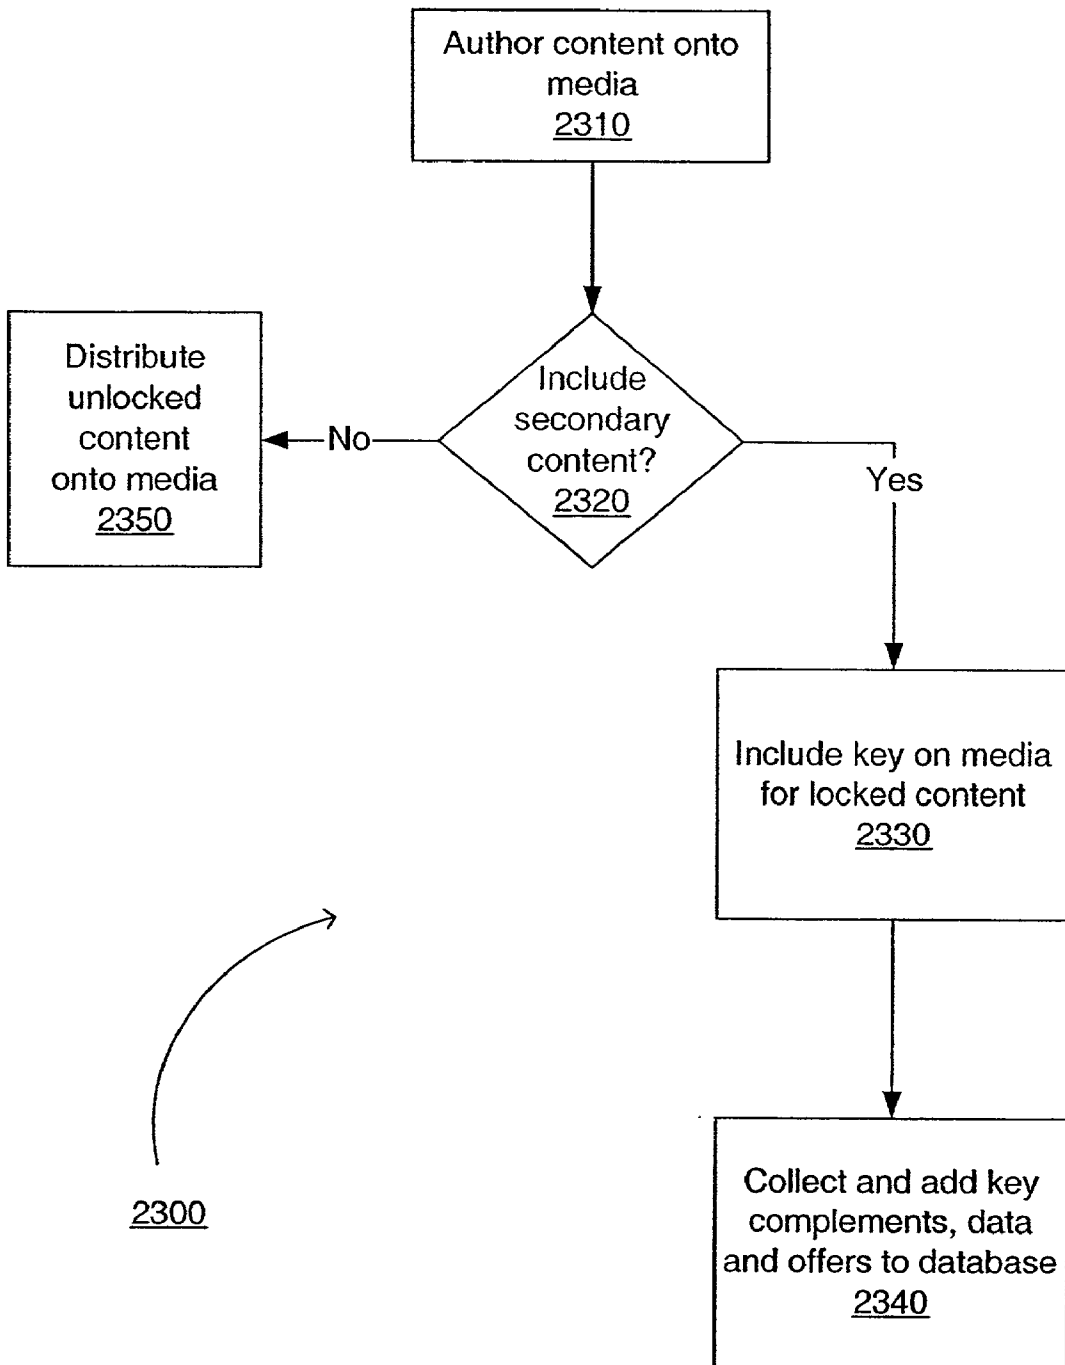 Author content onto
media
2310
Distribute
unlocked
content
onto media
2350
No
Include
secondary
content?
2320
Yes
Include key on media
for locked content
2330
2300
Collect and add key
complements, data
and offers to database
2340